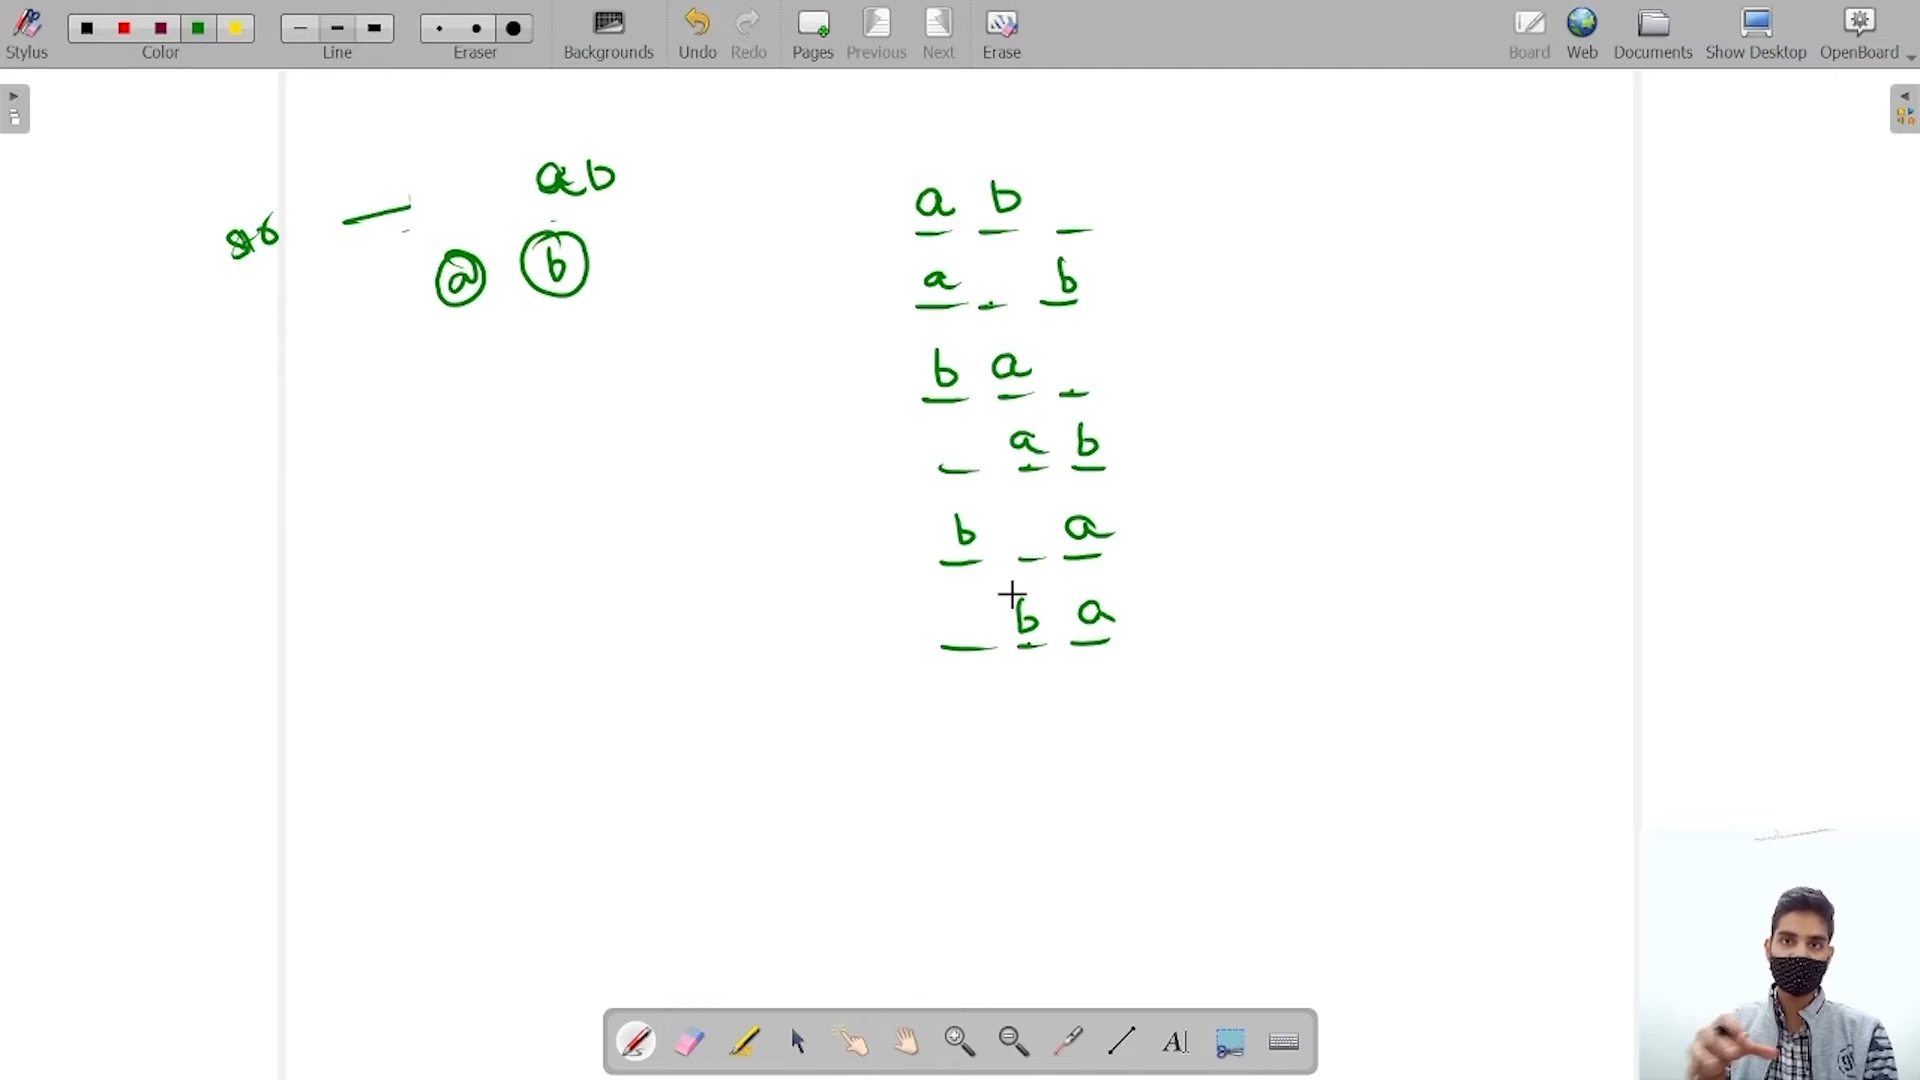 Stylus Color Line Eraser Backgrounds Undo Redo Pages Previous Next Erase Board Web Documents Show Desktop OpenBoard
ab
a b
a b _
a _ b
b a _
_ a b
b _ a
_ b a
A